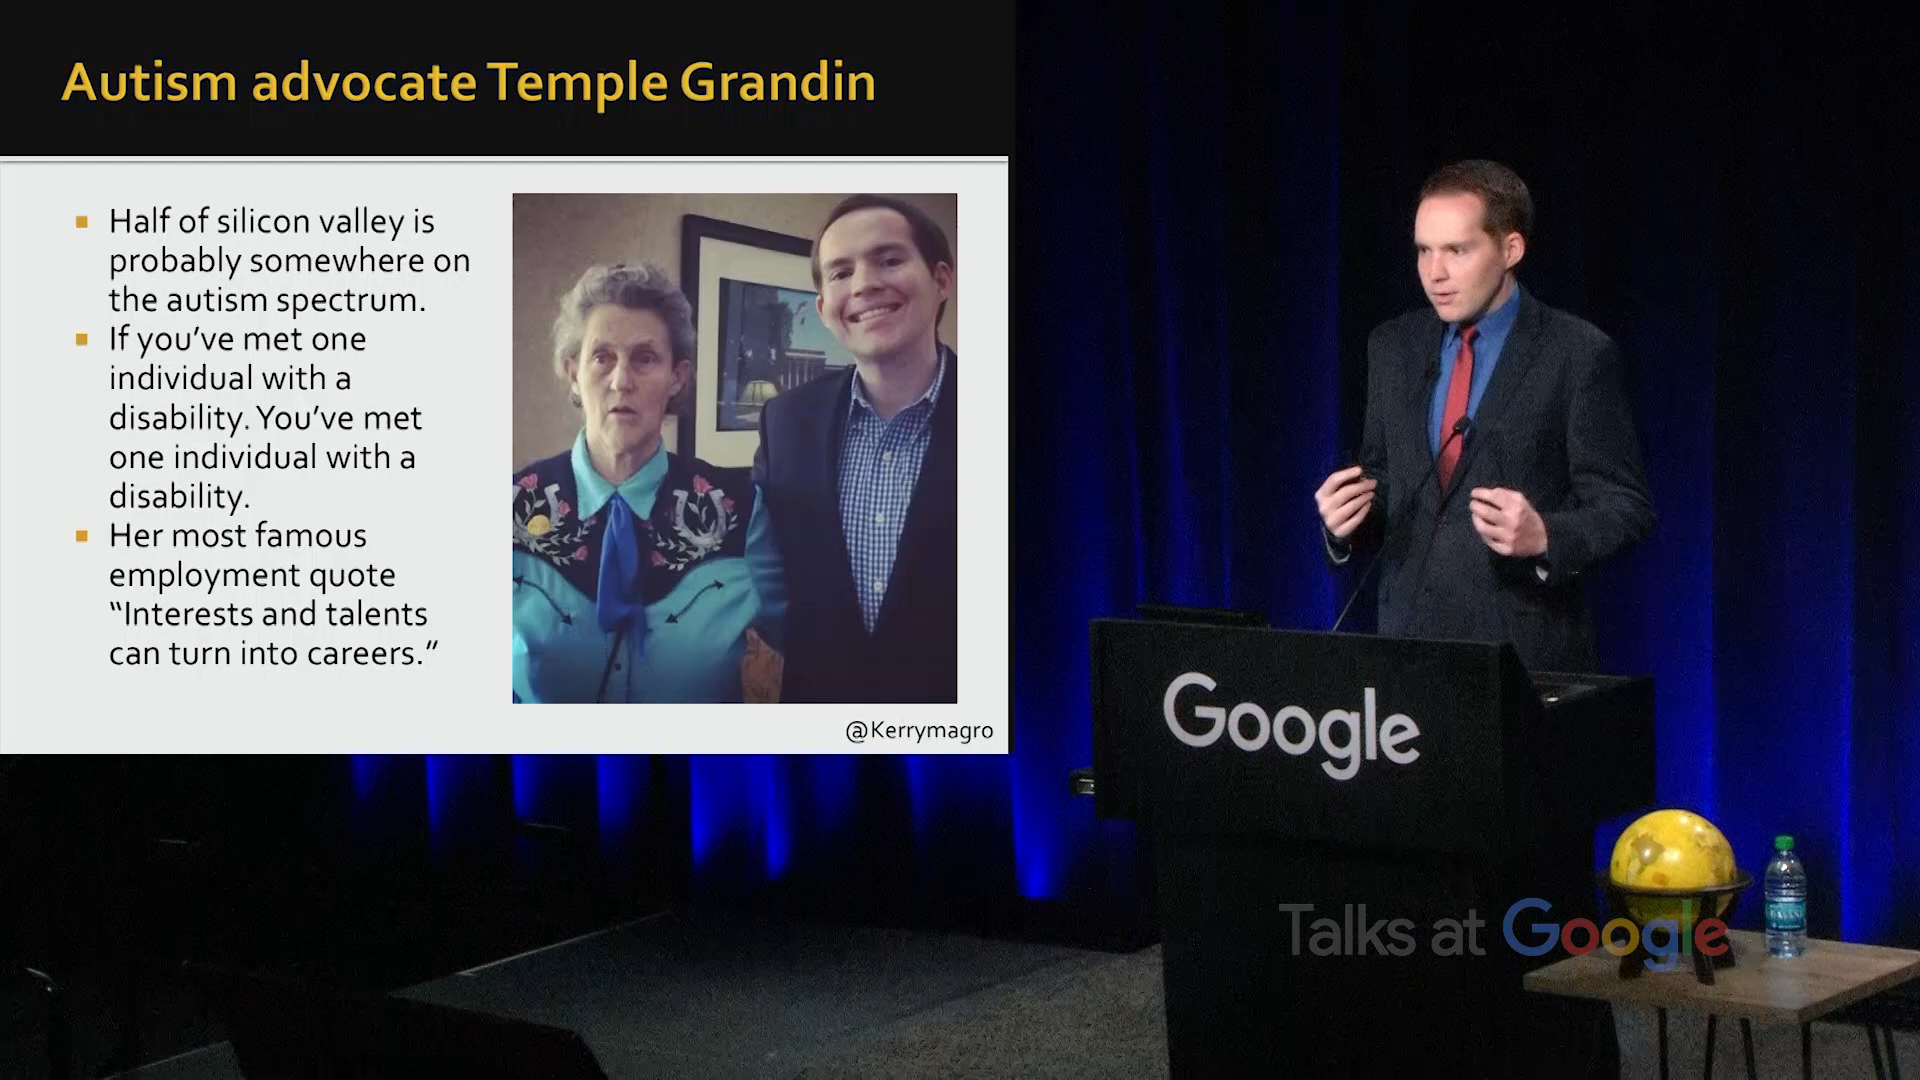 Autism advocate Temple Grandin
Half of silicon valley is
probably somewhere on
the autism spectrum.
If you’ve met one
individual with a
disability. You’ve met
one individual with a
disability.
Her most famous
employment quote
“Interests and talents
can turn into careers.”
@Kerrymagro
Google
Talks at Google